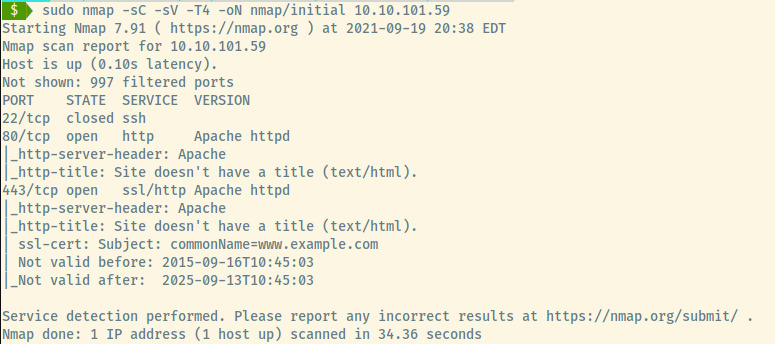 $ sudo nmap -sC -sV -T4 -oN nmap/initial 10.10.101.59
Starting Nmap 7.91 ( https://nmap.org ) at 2021-09-19 20:38 EDT
Nmap scan report for 10.10.101.59
Host is up (0.10s latency).
Not shown: 997 filtered ports
PORT    STATE  SERVICE  VERSION
22/tcp  closed ssh
80/tcp  open   http     Apache httpd
|_http-server-header: Apache
|_http-title: Site doesn't have a title (text/html).
443/tcp open   ssl/http Apache httpd
|_http-server-header: Apache
|_http-title: Site doesn't have a title (text/html).
| ssl-cert: Subject: commonName=www.example.com
| Not valid before: 2015-09-16T10:45:03
|_Not valid after:  2025-09-13T10:45:03
Service detection performed. Please report any incorrect results at https://nmap.org/submit/ .
Nmap done: 1 IP address (1 host up) scanned in 34.36 seconds